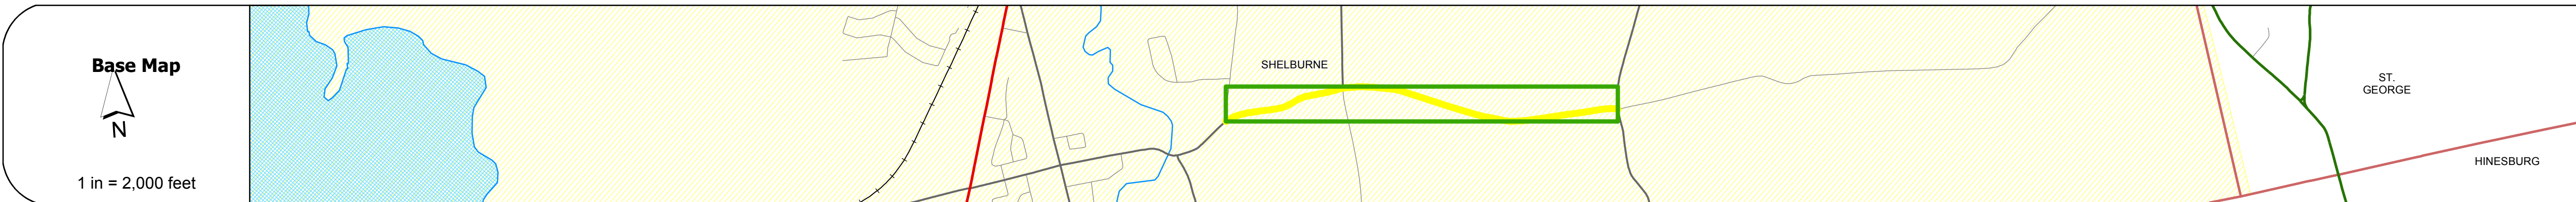 Base Map
N
1 in = 2,000 feet
SHELBURNE
ST.
GEORGE
HINESBURG